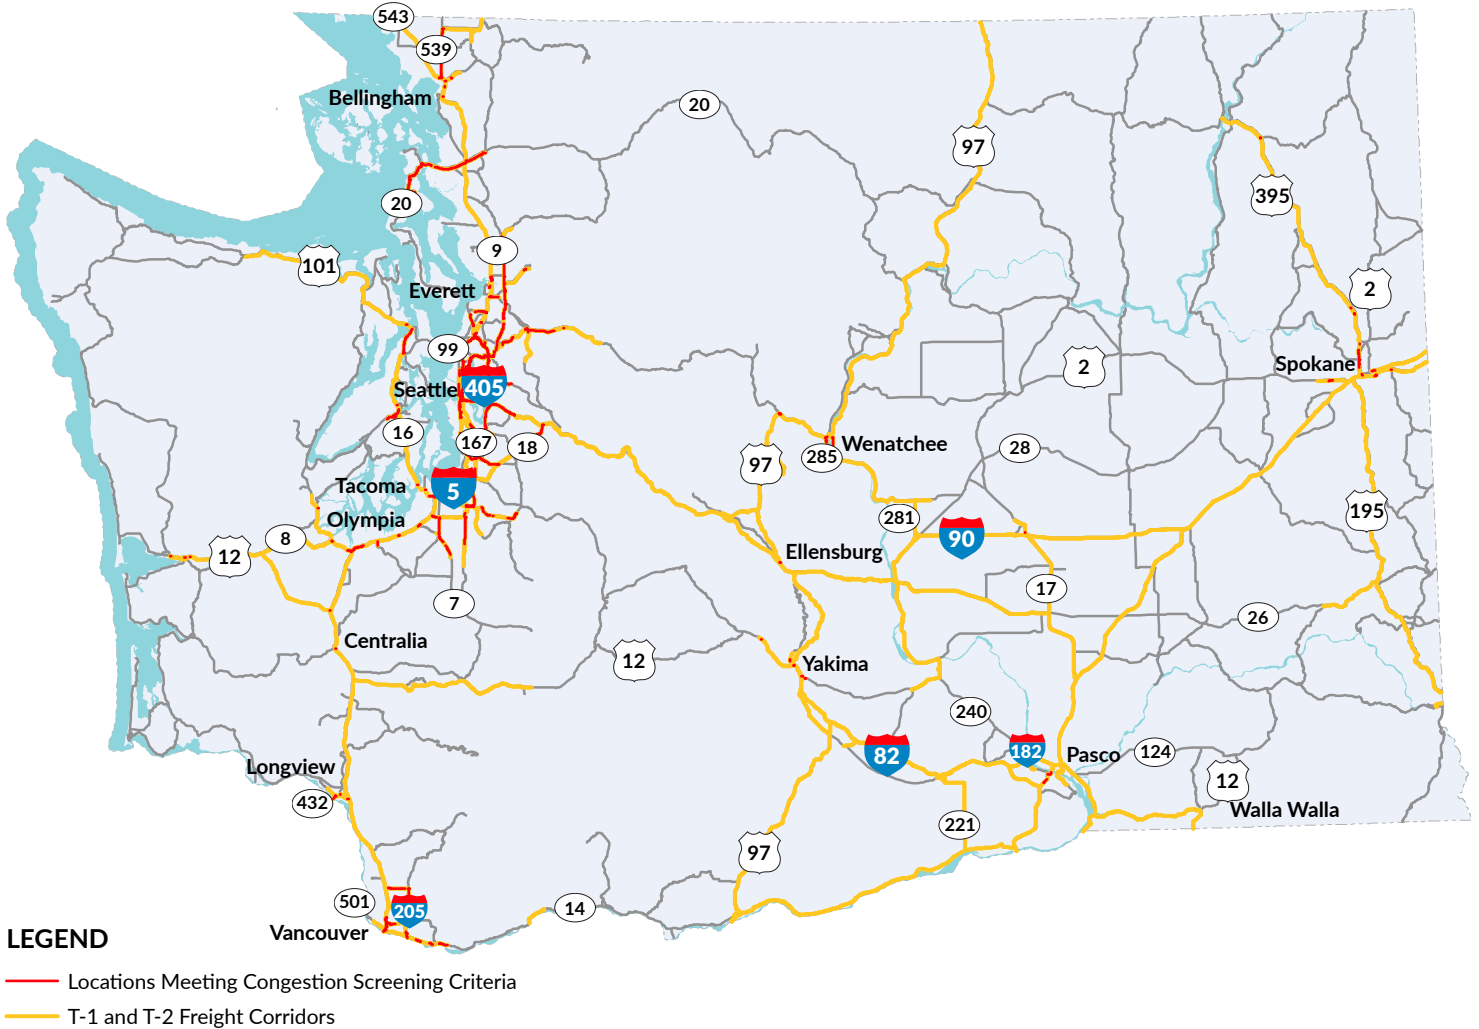 543
539
Bellingham
20
97
395
20
9
101
2
Everett
99
2
Spokane
Seattle
405
16
167
18
Wenatchee
285
28
97
Tacoma
5
Olympia
195
281
90
8
12
Ellensburg
17
7
26
Centralia
12
Yakima
240
82
182
Pasco
124
12
Longview
432
Walla Walla
221
97
501
205
14
Vancouver
LEGEND
Locations Meeting Congestion Screening Criteria
T-1 and T-2 Freight Corridors